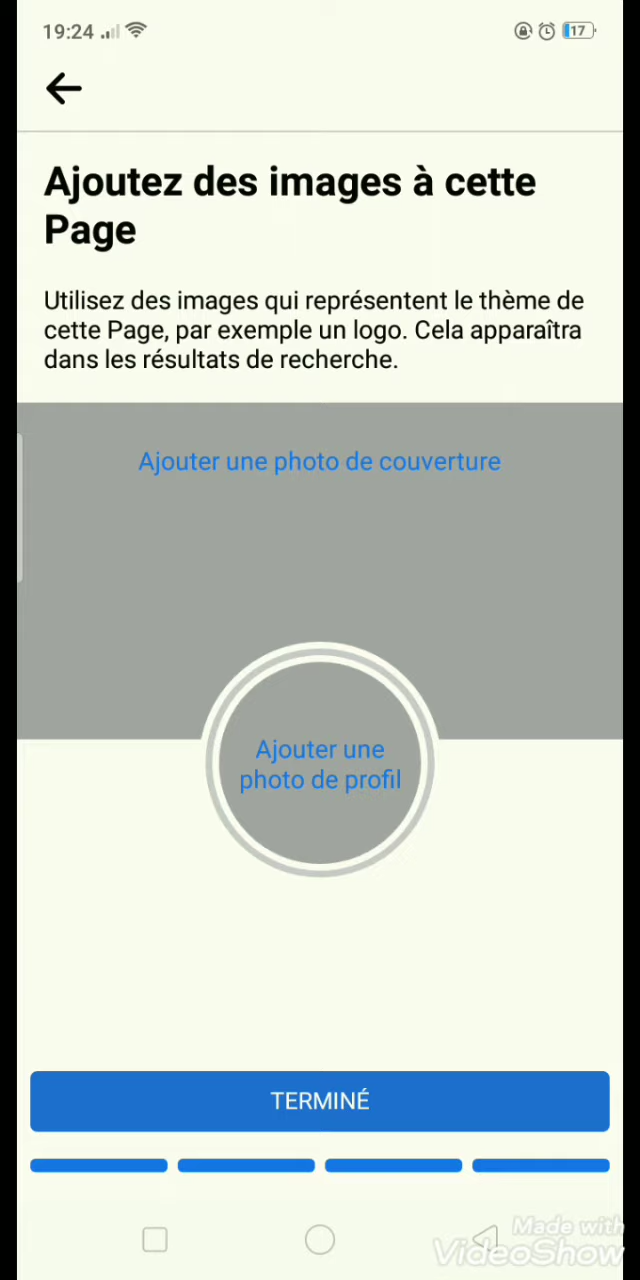 19:24
17
Ajoutez des images à cette
Page
Utilisez des images qui représentent le thème de
cette Page, par exemple un logo. Cela apparaîtra
dans les résultats de recherche.
Ajouter une photo de couverture
Ajouter une
photo de profil
TERMINÉ
Made with
VideoShow